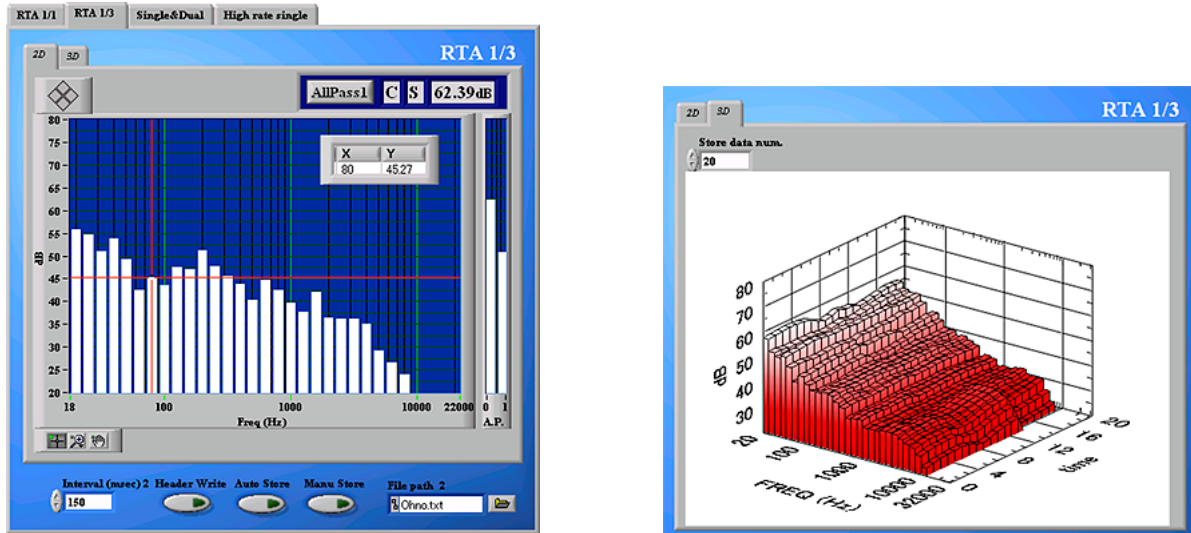 RTA 1/1 RTA 1/3 Single&Dual High rate single
RTA 1/3
2D 3D
AllPass1 C S 62.39dB
X Y
80 45.27
80
75
70
65
60
55
50
45
40
35
30
25
20
dB
18 100 1000 10000 22000
Freq (Hz)
0 1
A.P.
Interval (msec) 2 Header Write Auto Store Manu Store File path 2
150 Ohno.txt
RTA 1/3
2D 3D
Store data num.
20
80
70
60
50
40
30
dB
20 100 1000 10000 32000
FREQ (Hz)
0 4 8 12 16 20
time